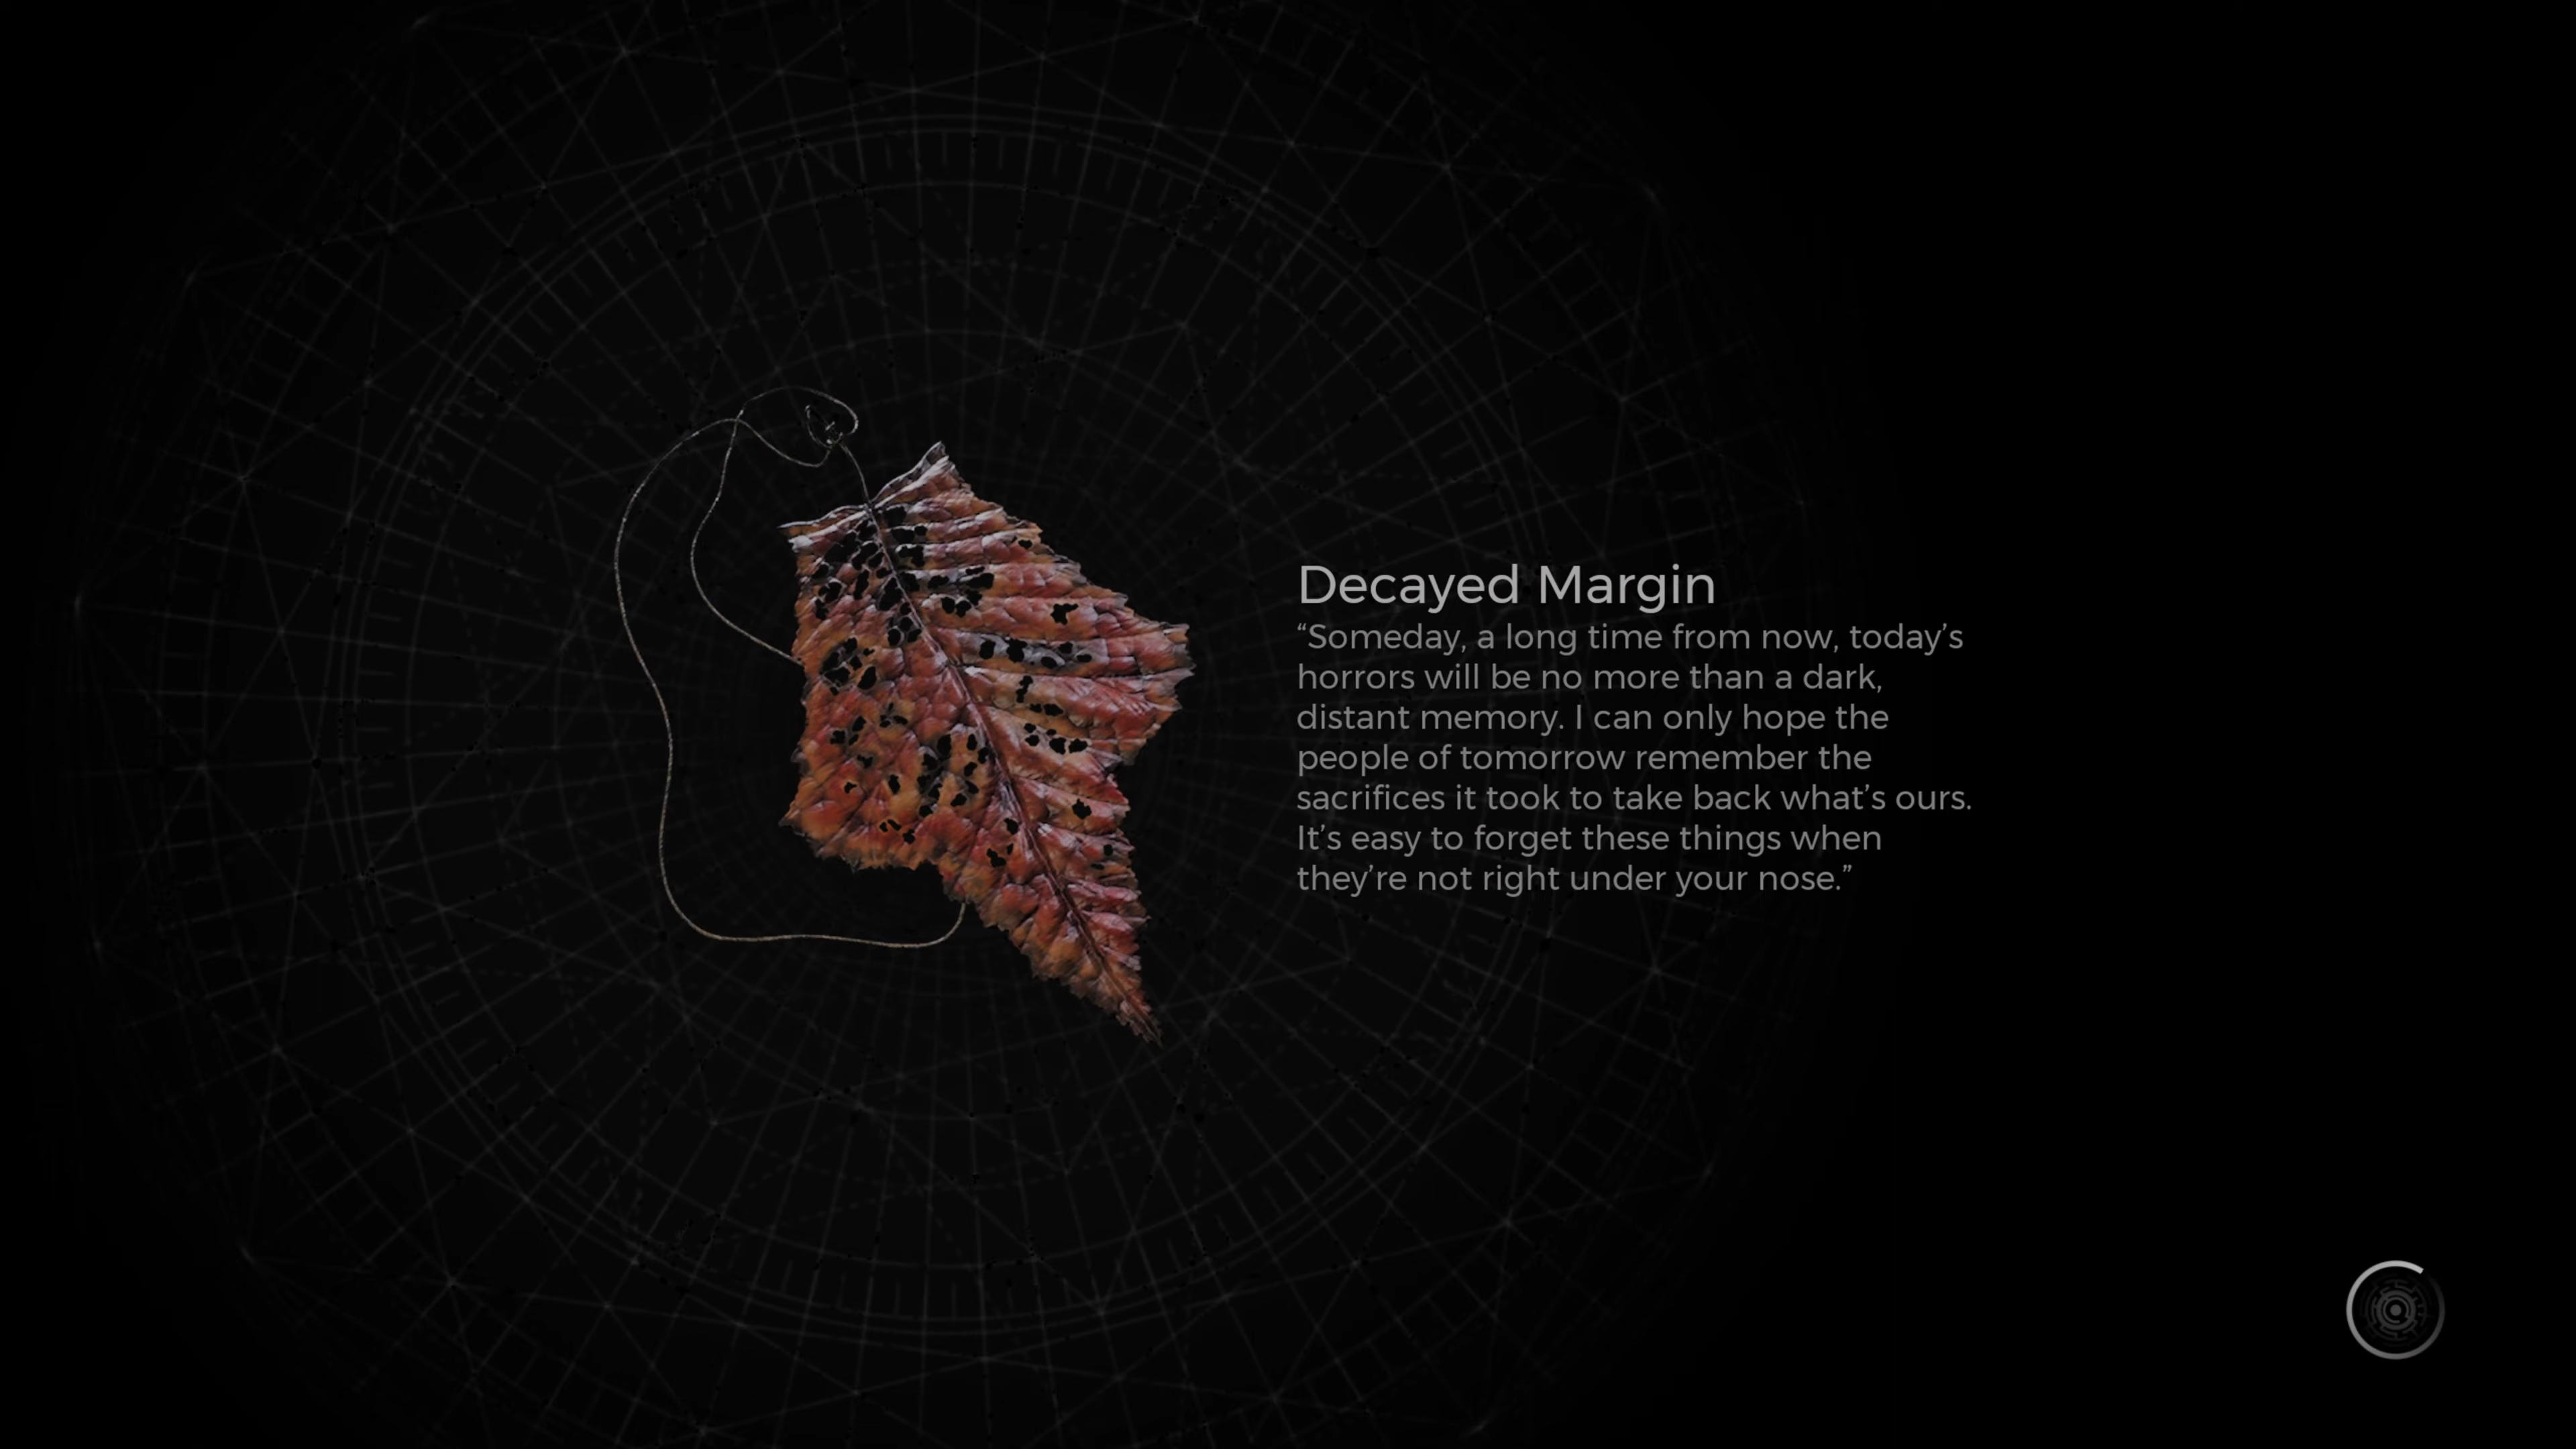 Decayed Margin
“Someday, a long time from now, today’s
horrors will be no more than a dark,
distant memory. I can only hope the
people of tomorrow remember the
sacrifices it took to take back what’s ours.
It’s easy to forget these things when
they’re not right under your nose.”